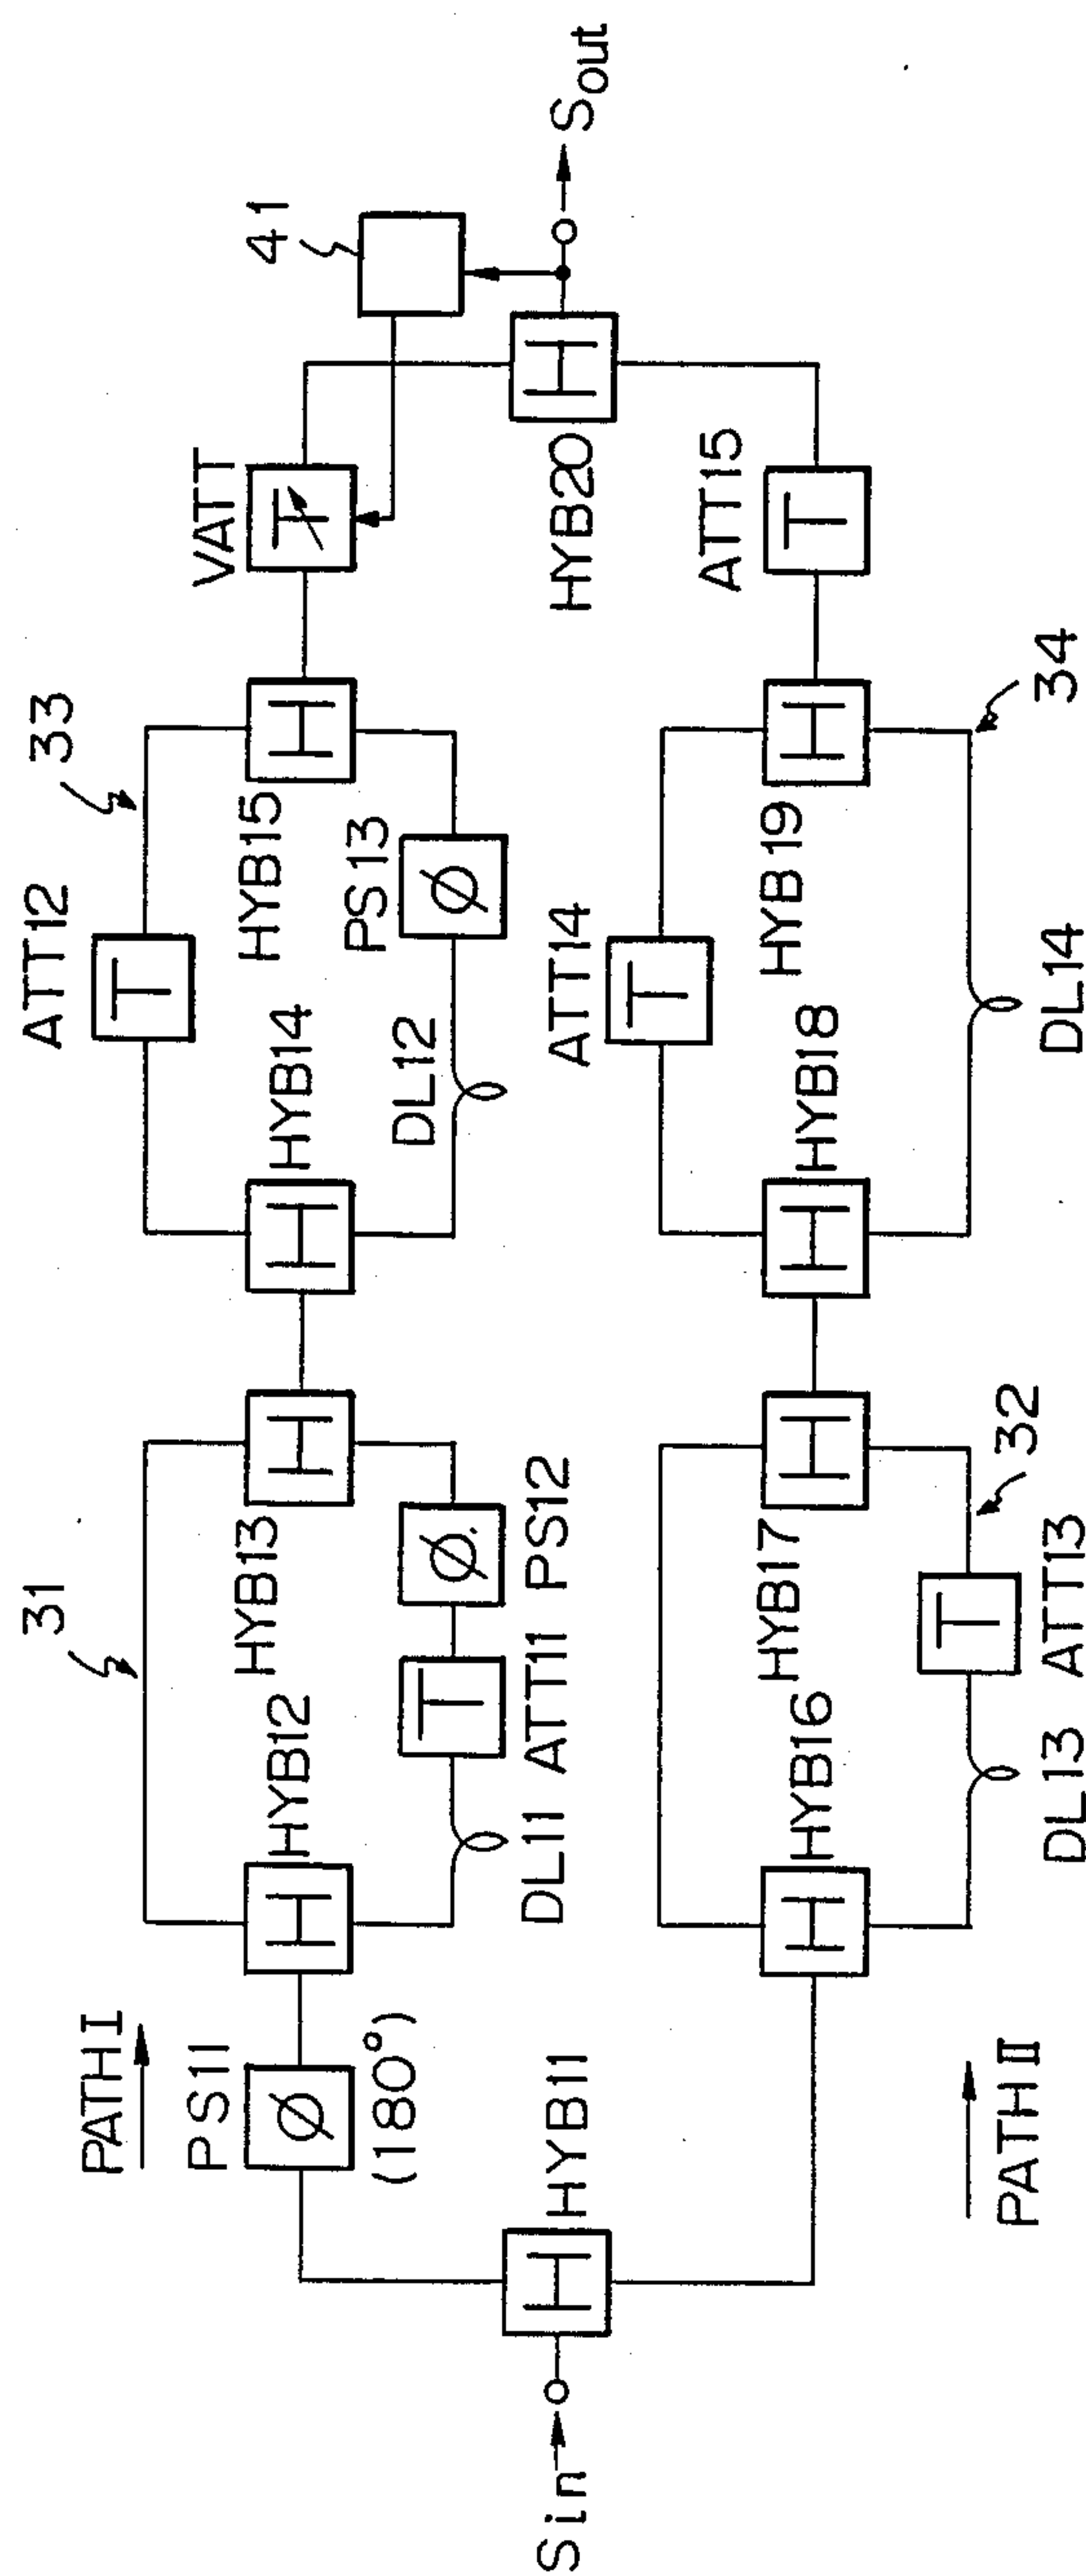 Sin
HYB11
PATH I
PS11
(180°)
HYB12
31
DL11
ATT11
PS12
HYB13
HYB14
ATT12
33
DL12
PS13
HYB15
VATT
41
HYB20
Sout
PATH II
HYB16
DL13
ATT13
HYB17
32
HYB18
ATT14
DL14
HYB19
34
ATT15
H
φ
H
H
T
φ
H
H
T
φ
H
T
H
H
T
H
H
T
H
T
H